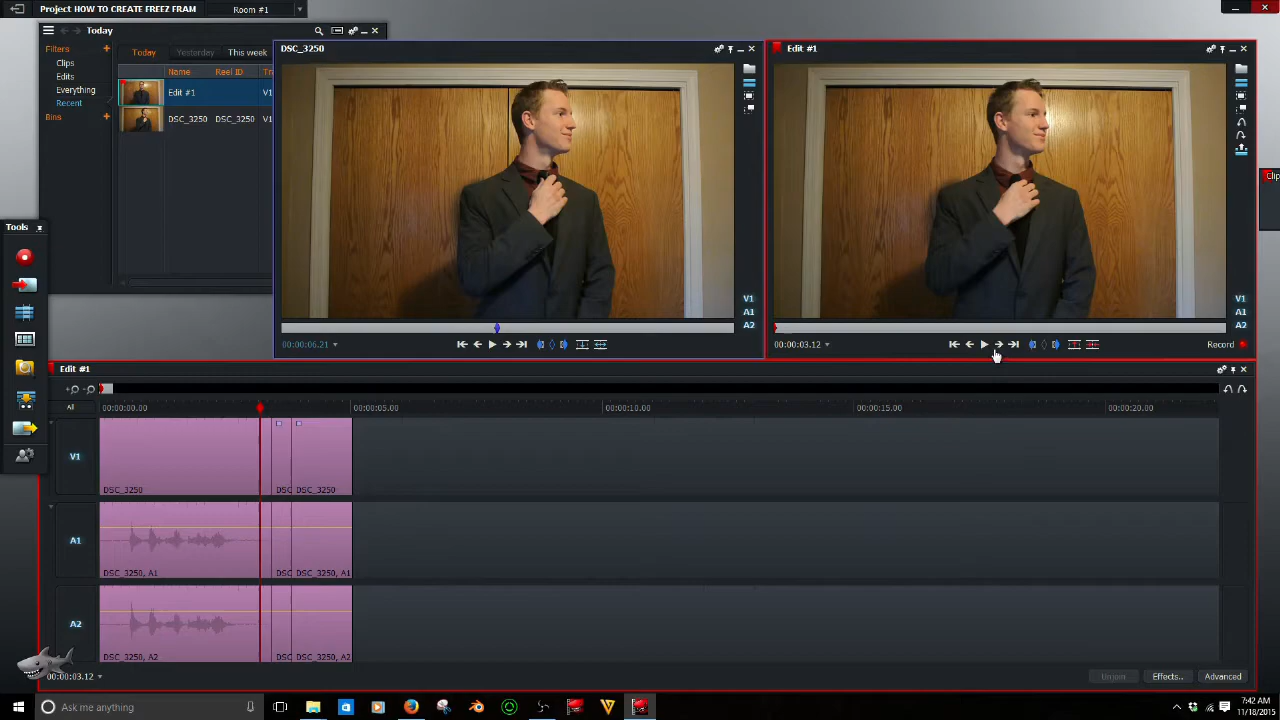 Project HOW TO CREATE FREEZ FRAM
Room #1
Today
Filters
Clips
Edits
Everything
Recent
Bins
Today
Yesterday
This week
Name
Reel ID
Edit #1
DSC_3250
DSC_3250
V1
V1
DSC_3250
V1
A1
A2
00:00:06.21
Edit #1
V1
A1
A2
00:00:03.12
Record
Clip
Tools
Edit #1
All
00:00:00.00
00:00:05.00
00:00:10.00
00:00:15.00
00:00:20.00
V1
DSC_3250
DSC
DSC_3250
A1
DSC_3250, A1
DSC
DSC_3250, A1
A2
DSC_3250, A2
DSC
DSC_3250, A2
00:00:03.12
Unjoin
Effects..
Advanced
Ask me anything
7:42 AM
11/18/2015